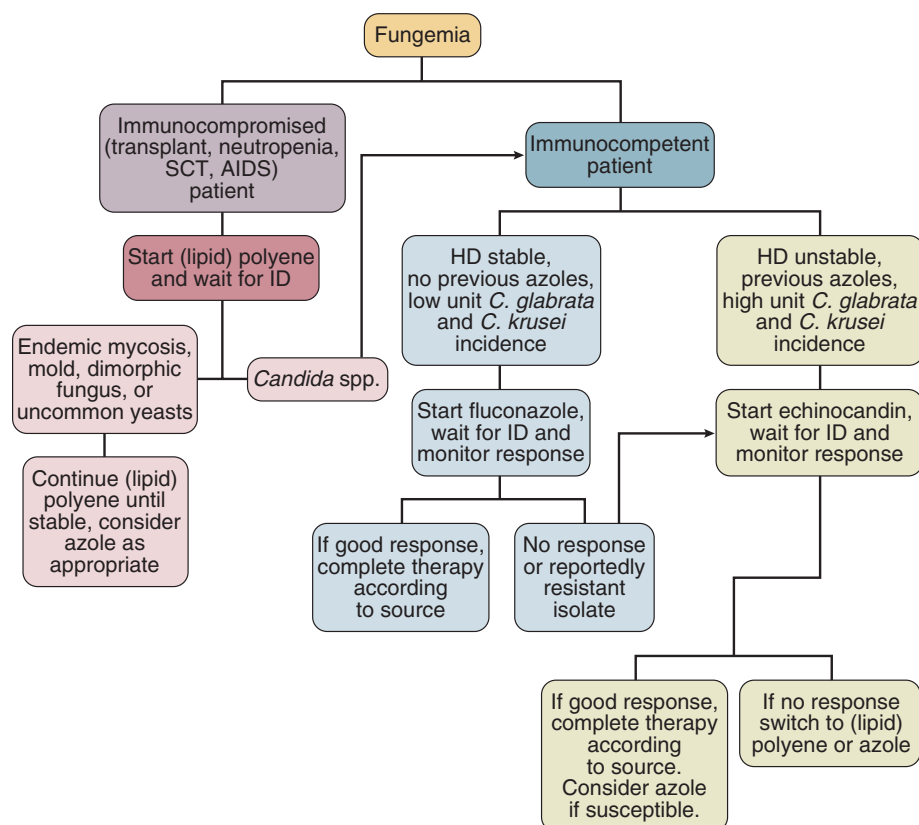 Fungemia
Immunocompromised
(transplant, neutropenia,
SCT, AIDS)
patient
Immunocompetent
patient
Start (lipid) polyene
and wait for ID
HD stable,
no previous azoles,
low unit C. glabrata
and C. krusei
incidence
HD unstable,
previous azoles,
high unit C. glabrata
and C. krusei
incidence
Endemic mycosis,
mold, dimorphic
fungus, or
uncommon yeasts
Candida spp.
Start fluconazole,
wait for ID and
monitor response
Start echinocandin,
wait for ID and
monitor response
Continue (lipid)
polyene until
stable, consider
azole as
appropriate
If good response,
complete therapy
according
to source
No response
or reportedly
resistant
isolate
If good response,
complete therapy
according
to source.
Consider azole
if susceptible.
If no response
switch to (lipid)
polyene or azole